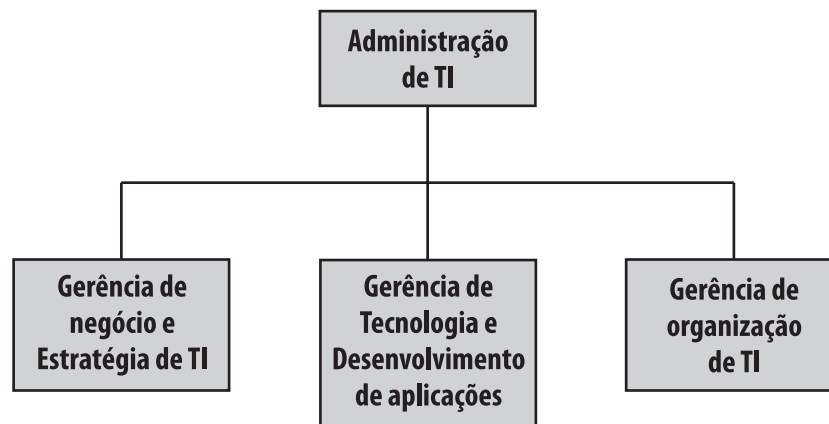 Administração
de TI
Gerência de
negócio e
Estratégia de TI
Gerência de
Tecnologia e
Desenvolvimento
de aplicações
Gerência de
organização
de TI